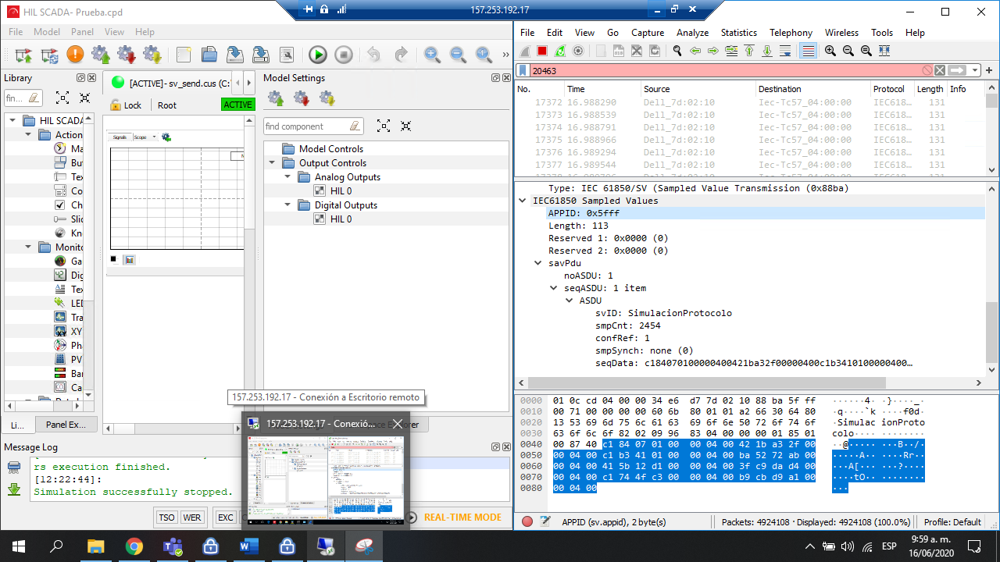 HIL SCADA- Prueba.cpd
157.253.192.17
File Model Panel View Help
Library
fin...
HIL SCADA
Action
Ma
But
Te
Co
Ch
Slid
Kn
Monito
Ga
Dig
Tex
LED
Tra
XY
Pho
PV
Bar
Ca
Li...
Panel Ex...
[ACTIVE]- sv_send.cus (C:
Lock
Root
ACTIVE
Signals
Scope
Model Settings
find component
Model Controls
Output Controls
Analog Outputs
HIL 0
Digital Outputs
HIL 0
Explorer
Message Log
rs execution finished.
[12:22:44]:
Simulation successfully stopped.
TSO
WER
EXC
REAL-TIME MODE
157.253.192.17 - Conexión a Escritorio remoto
157.253.192.17 - Conexió...
File Edit View Go Capture Analyze Statistics Telephony Wireless Tools Help
20463
No. Time Source Destination Protocol Length Info
17372 16.988290 Dell_7d:02:10 Iec-Tc57_04:00:00 IEC618… 131
17373 16.988539 Dell_7d:02:10 Iec-Tc57_04:00:00 IEC618… 131
17374 16.988791 Dell_7d:02:10 Iec-Tc57_04:00:00 IEC618… 131
17375 16.988966 Dell_7d:02:10 Iec-Tc57_04:00:00 IEC618… 131
17376 16.989294 Dell_7d:02:10 Iec-Tc57_04:00:00 IEC618… 131
17377 16.989544 Dell_7d:02:10 Iec-Tc57_04:00:00 IEC618… 131
Type: IEC 61850/SV (Sampled Value Transmission (0x88ba)
IEC61850 Sampled Values
APPID: 0x5fff
Length: 113
Reserved 1: 0x0000 (0)
Reserved 2: 0x0000 (0)
savPdu
noASDU: 1
seqASDU: 1 item
ASDU
svID: SimulacionProtocolo
smpCnt: 2454
confRef: 1
smpSynch: none (0)
seqData: c184070100000400421ba32f00000400c1b3410100000400…
0000 01 0c cd 04 00 00 34 e6 d7 7d 02 10 88 ba 5f ff ······4· ·}····_·
0010 00 71 00 00 00 00 60 6b 80 01 01 a2 66 30 64 80 ·q····`k ····f0d·
0020 13 53 69 6d 75 6c 61 63 69 6f 6e 50 72 6f 74 6f ·Simulac ionProto
0030 63 6f 6c 6f 82 02 09 96 83 04 00 00 00 01 85 01 colo···· ········
0040 00 87 40 c1 84 07 01 00 00 00 04 00 42 1b a3 2f 00 ··@····· ····B··/·
0050 00 04 00 c1 b3 41 01 00 00 04 00 ba 52 72 ab 00 ·····A·· ····Rr··
0060 00 04 00 41 5b 12 d1 00 00 04 00 3f c9 da d4 00 ···A[··· ···?····
0070 00 04 00 c1 74 4f c3 00 00 04 00 b9 cb d9 a1 00 ····tO·· ········
0080 00 04 00 ···
APPID (sv.appid), 2 byte(s)
Packets: 4924108 · Displayed: 4924108 (100.0%)
Profile: Default
ESP
9:59 a. m.
16/06/2020